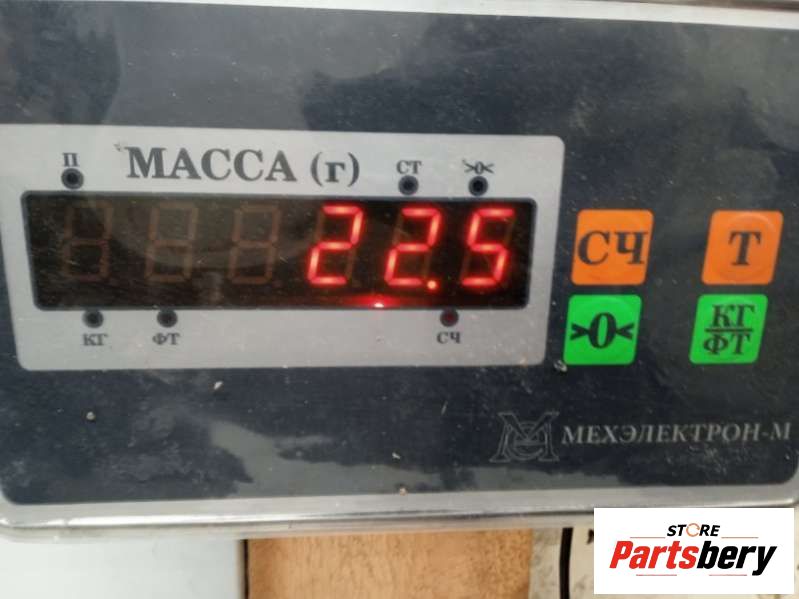 П
МАССА (г)
СТ
>0<
22.5
КГ
ФТ
СЧ
СЧ
Т
>0<
КГ
ФТ
МЕХЭЛЕКТРОН-М
STORE
Partsbery